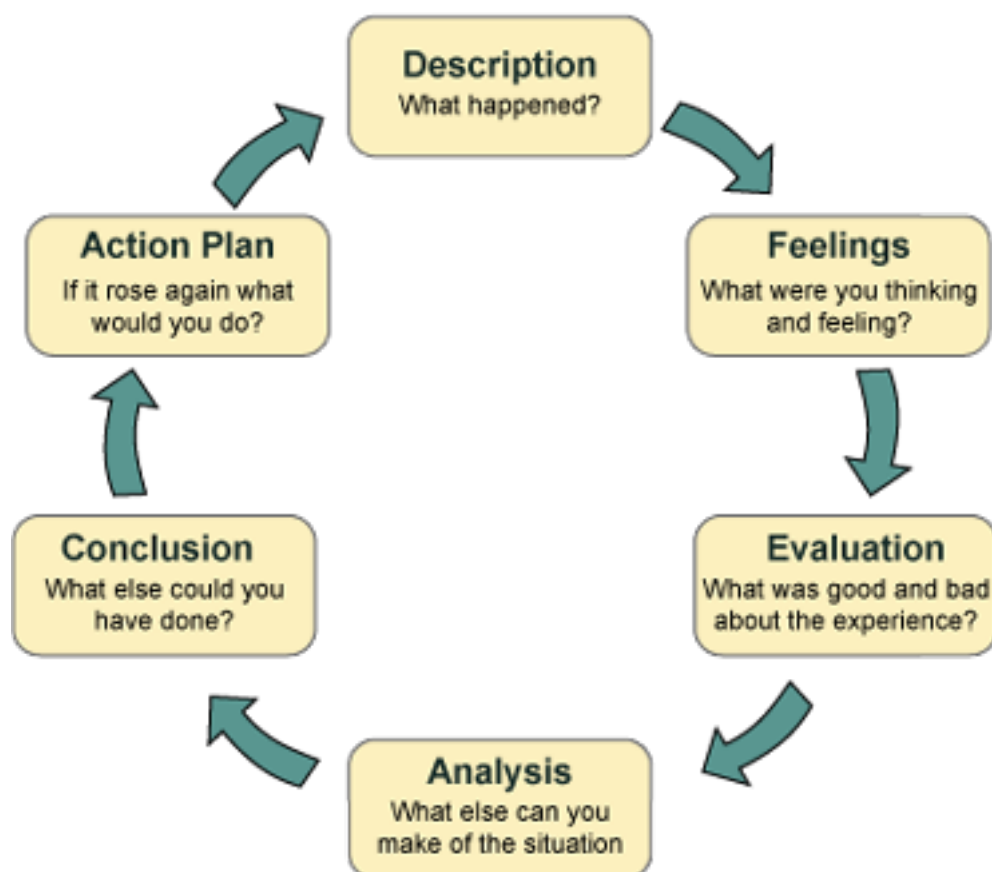 Description
What happened?
Feelings
What were you thinking
and feeling?
Evaluation
What was good and bad
about the experience?
Analysis
What else can you
make of the situation
Conclusion
What else could you
have done?
Action Plan
If it rose again what
would you do?